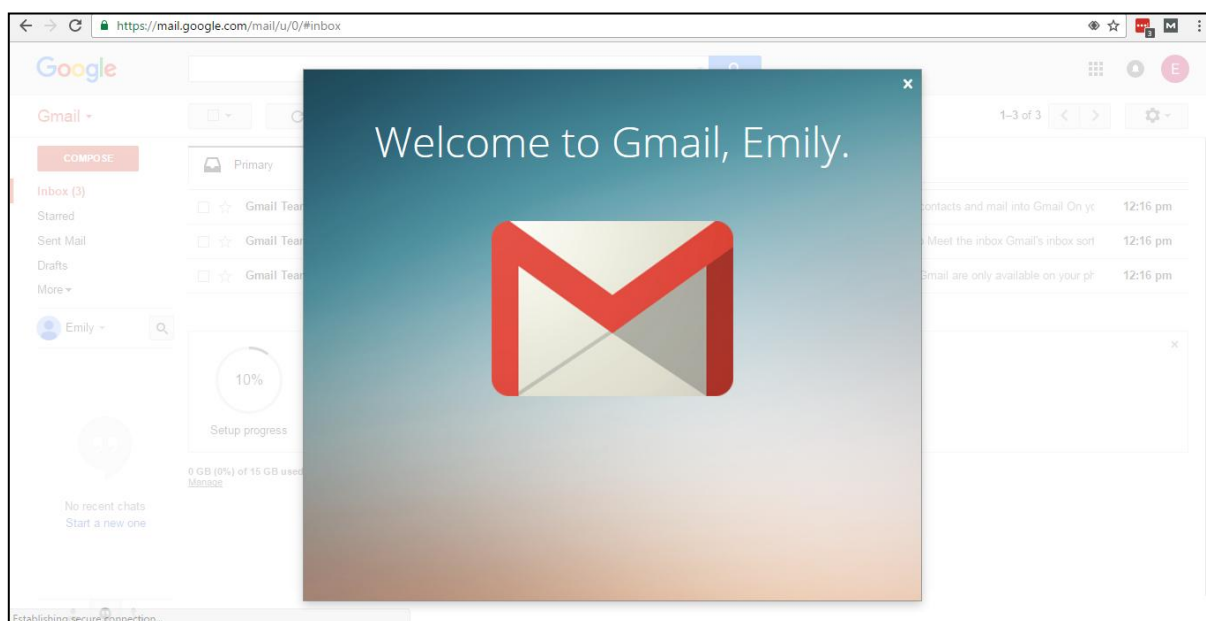 https://mail.google.com/mail/u/0/#inbox
3
M
Google
E
Gmail
1–3 of 3
COMPOSE
Primary
Welcome to Gmail, Emily.
Inbox (3)
Starred
Sent Mail
Drafts
More
Gmail Tear
contacts and mail into Gmail On yc
12:16 pm
Gmail Tear
Meet the inbox Gmail's inbox sort
12:16 pm
Gmail Tear
Gmail are only available on your ph
12:16 pm
Emily
10%
Setup progress
0 GB (0%) of 15 GB used
Manage
No recent chats
Start a new one
Establishing secure connection...